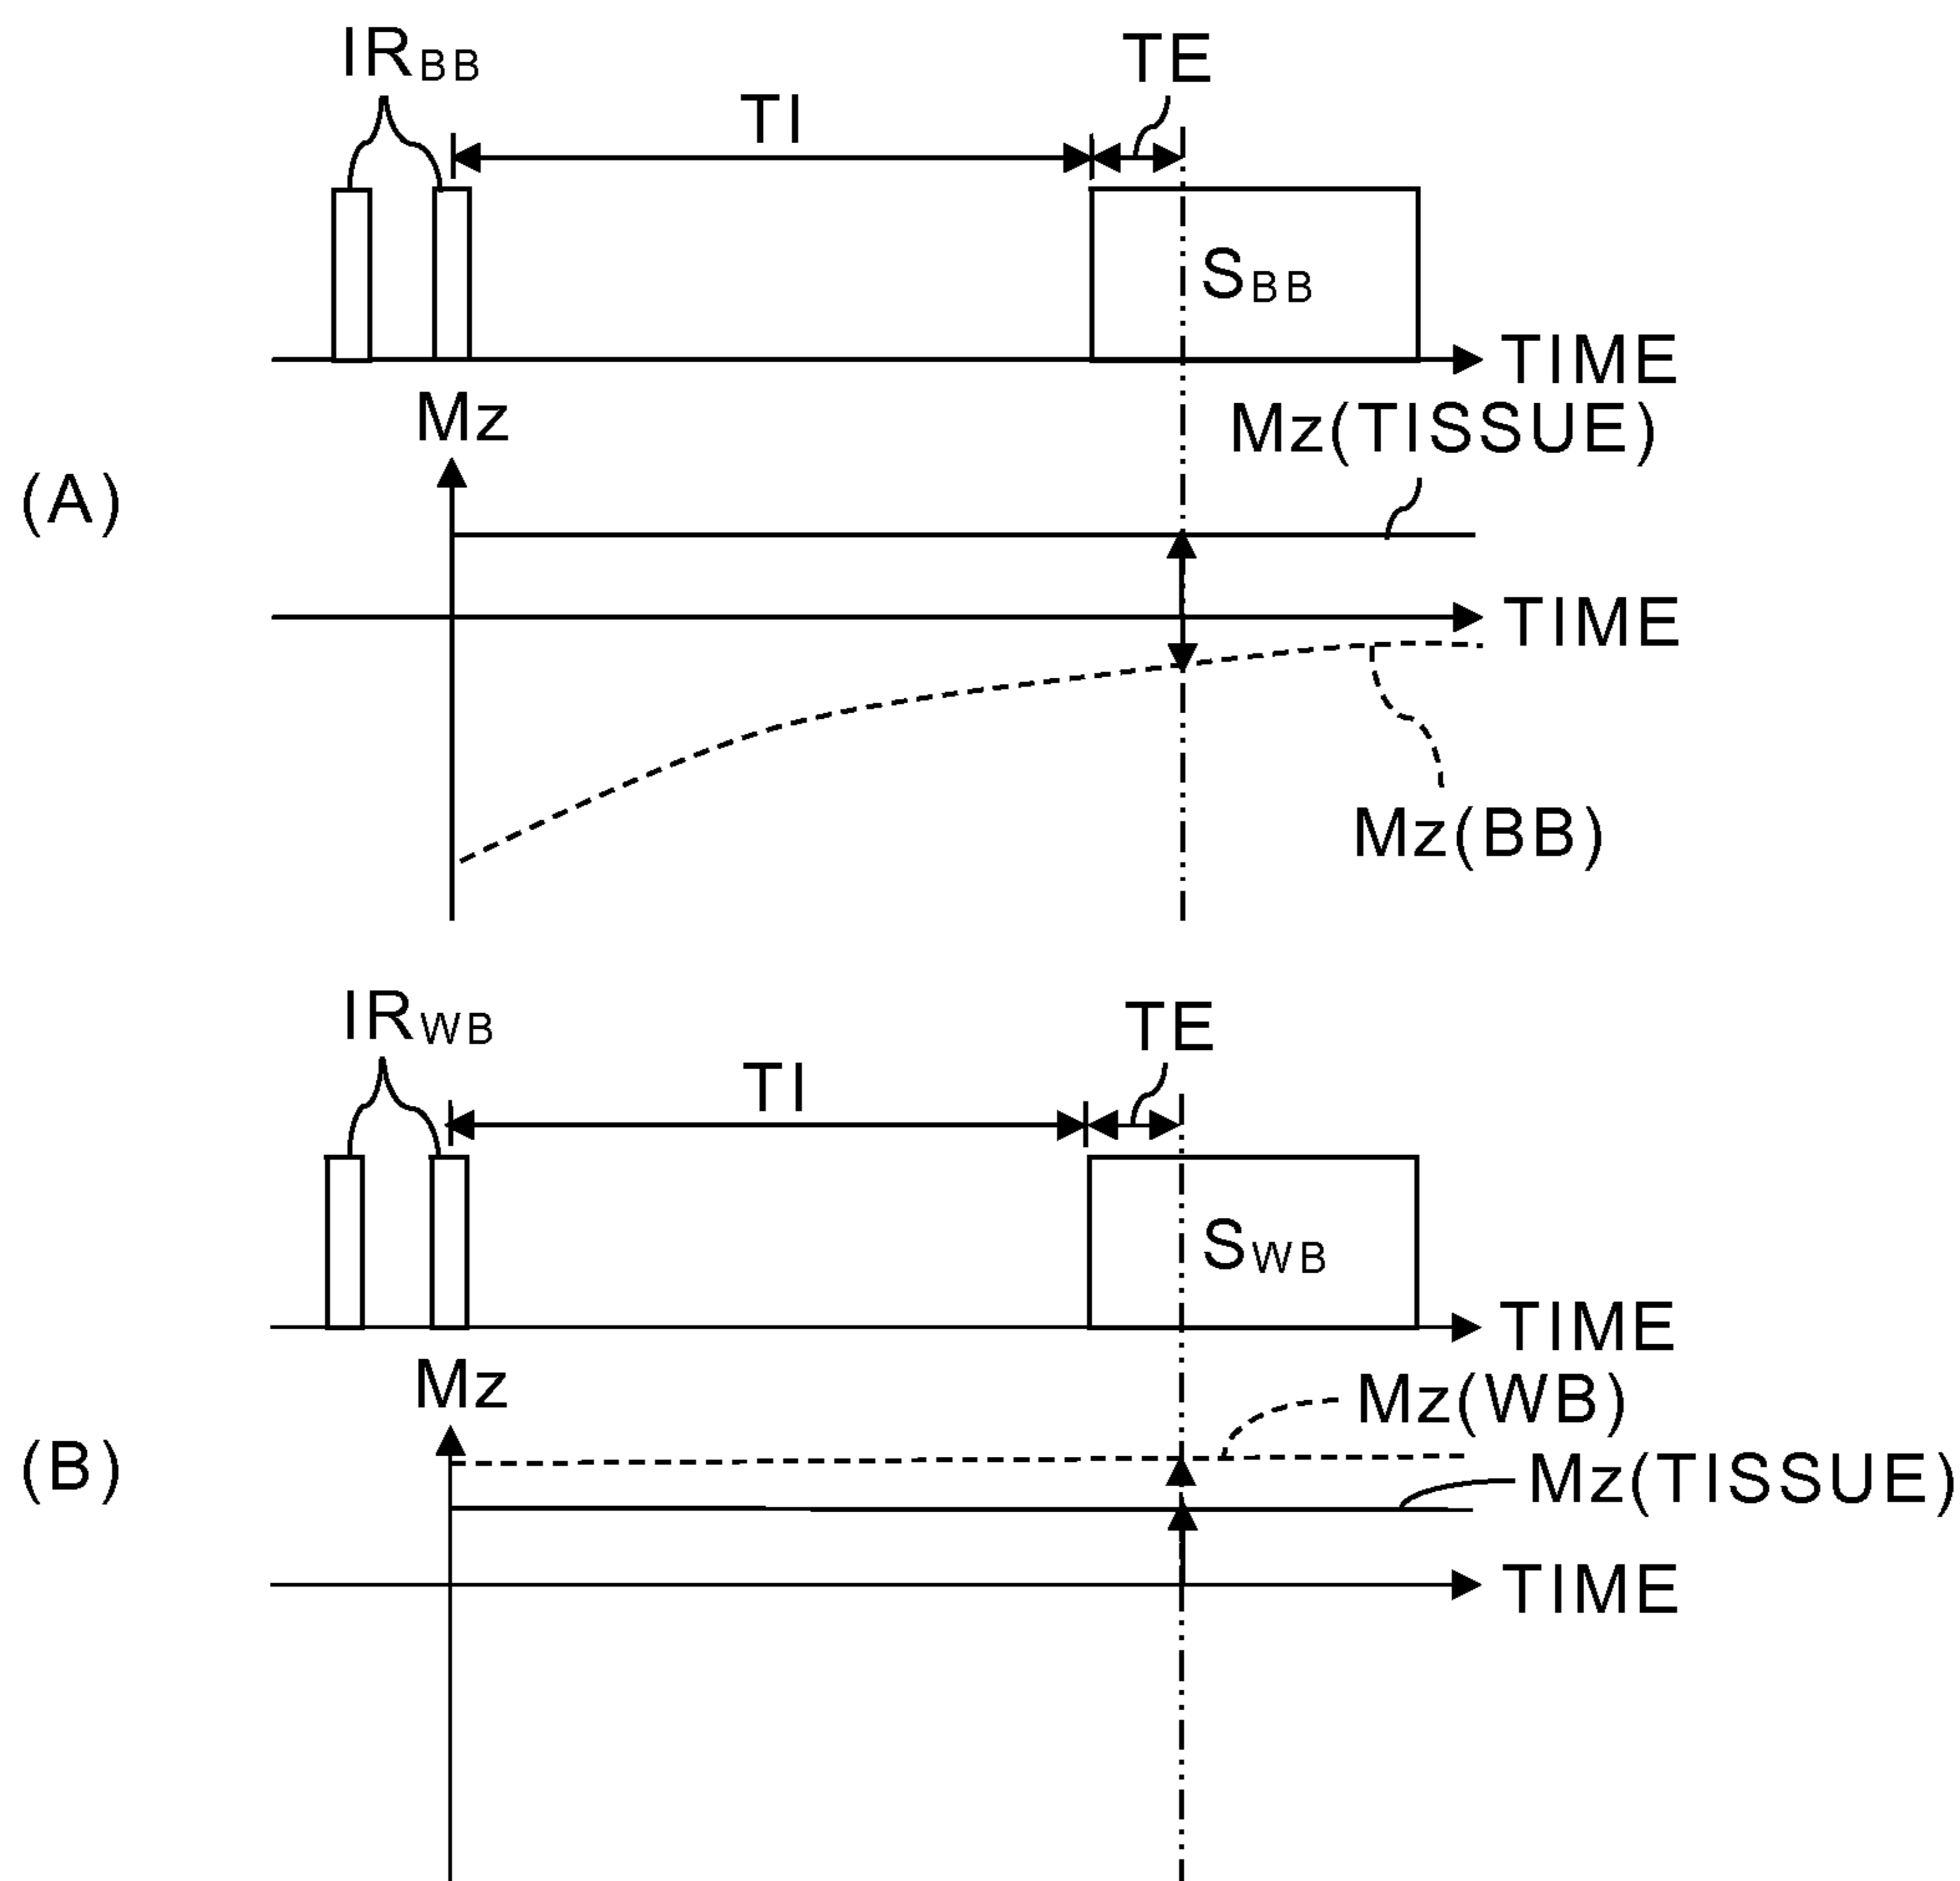 IRBB
TE
TI
SBB
TIME
Mz
Mz(TISSUE)
(A)
TIME
Mz(BB)
IRWB
TE
TI
SWB
TIME
Mz
Mz(WB)
(B)
Mz(TISSUE)
TIME